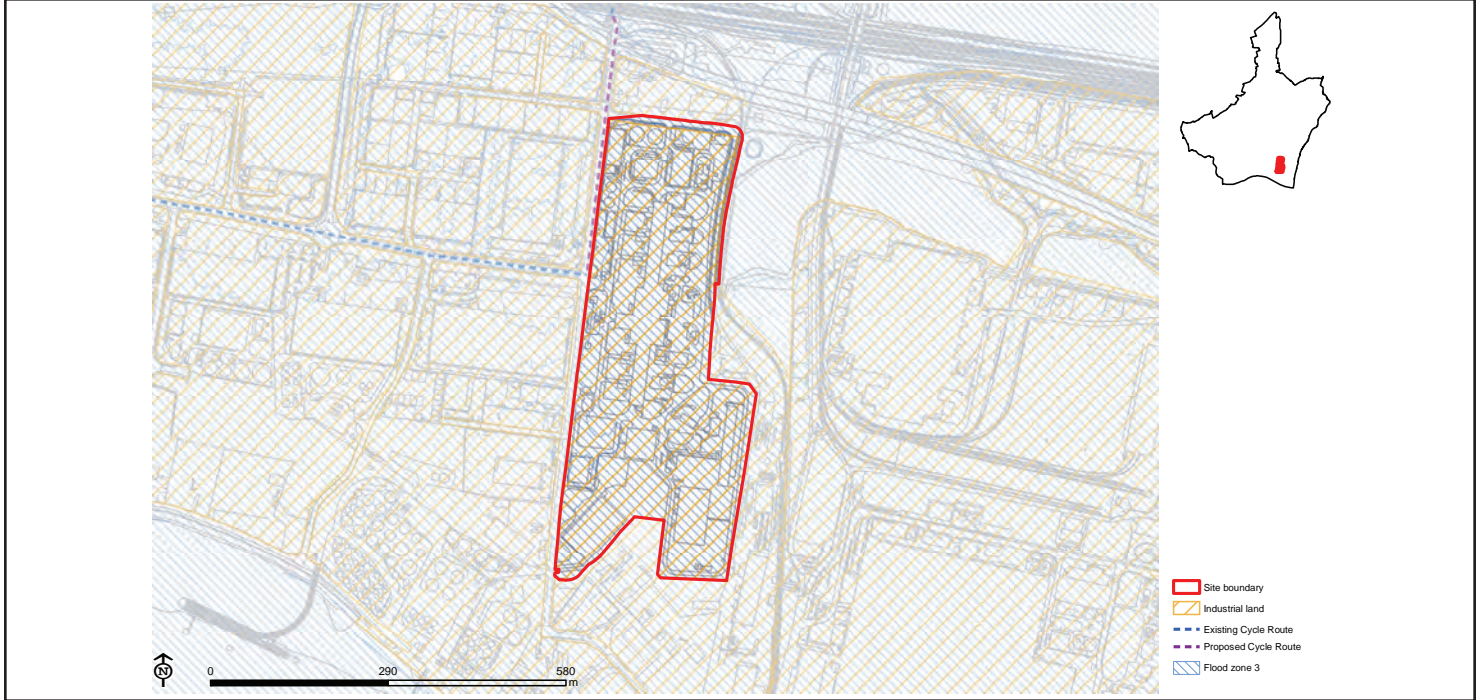 Site boundary
Industrial land
Existing Cycle Route
Proposed Cycle Route
Flood zone 3
N
0 290 580
m